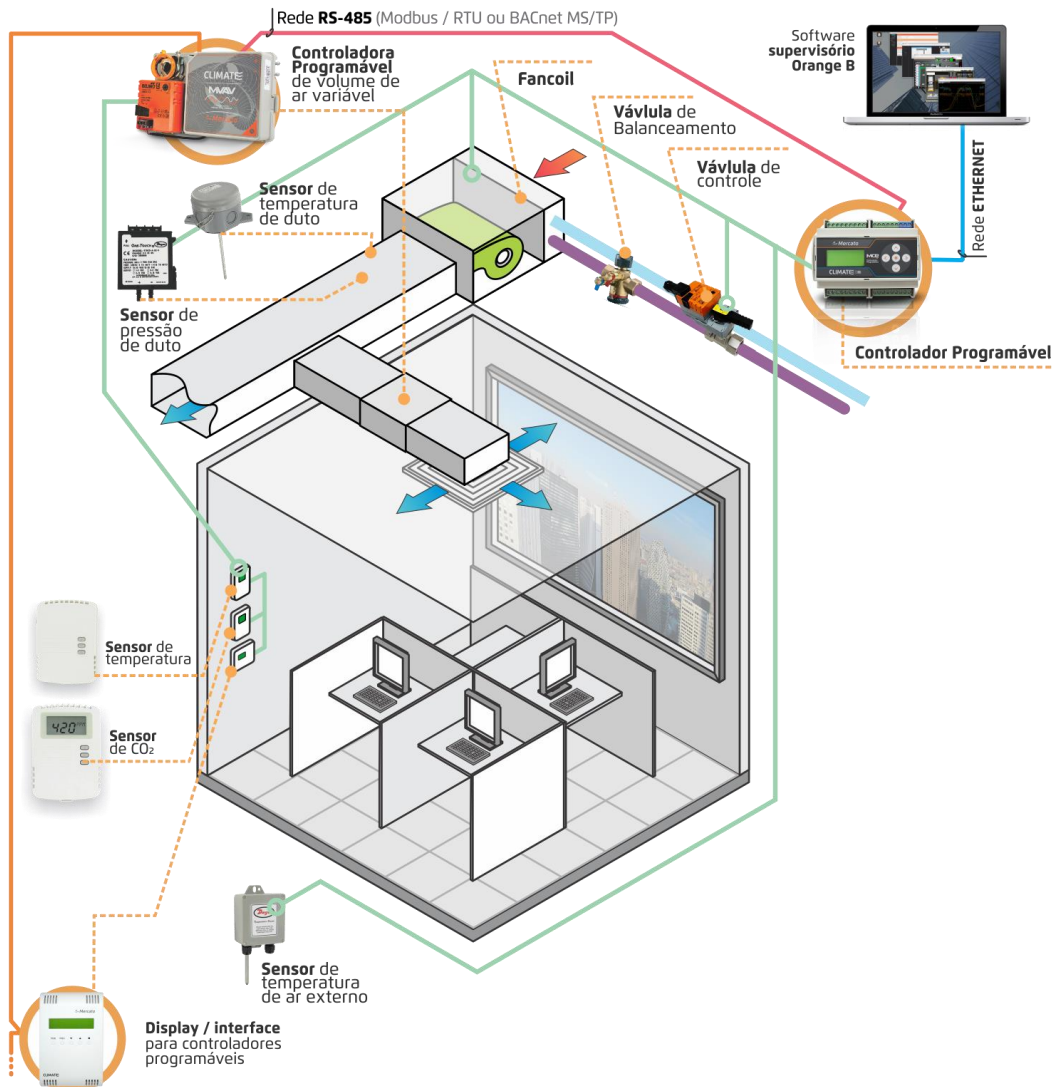 Rede RS-485 (Modbus / RTU ou BACnet MS/TP)
Controladora
Programável
de volume de
ar variável
CLIMATE
MVAV
Fancoil
Vávlula de
Balanceamento
Vávlula de
controle
Software
supervisório
Orange B
Rede ETHERNET
Mercato
CLIMATE
Controlador Programável
Sensor de
temperatura
de duto
Sensor de
pressão
de duto
Sensor de
temperatura
420
Sensor
de CO₂
Sensor de
temperatura
de ar externo
Mercato
CLIMATE
Display / interface
para controladores
programáveis